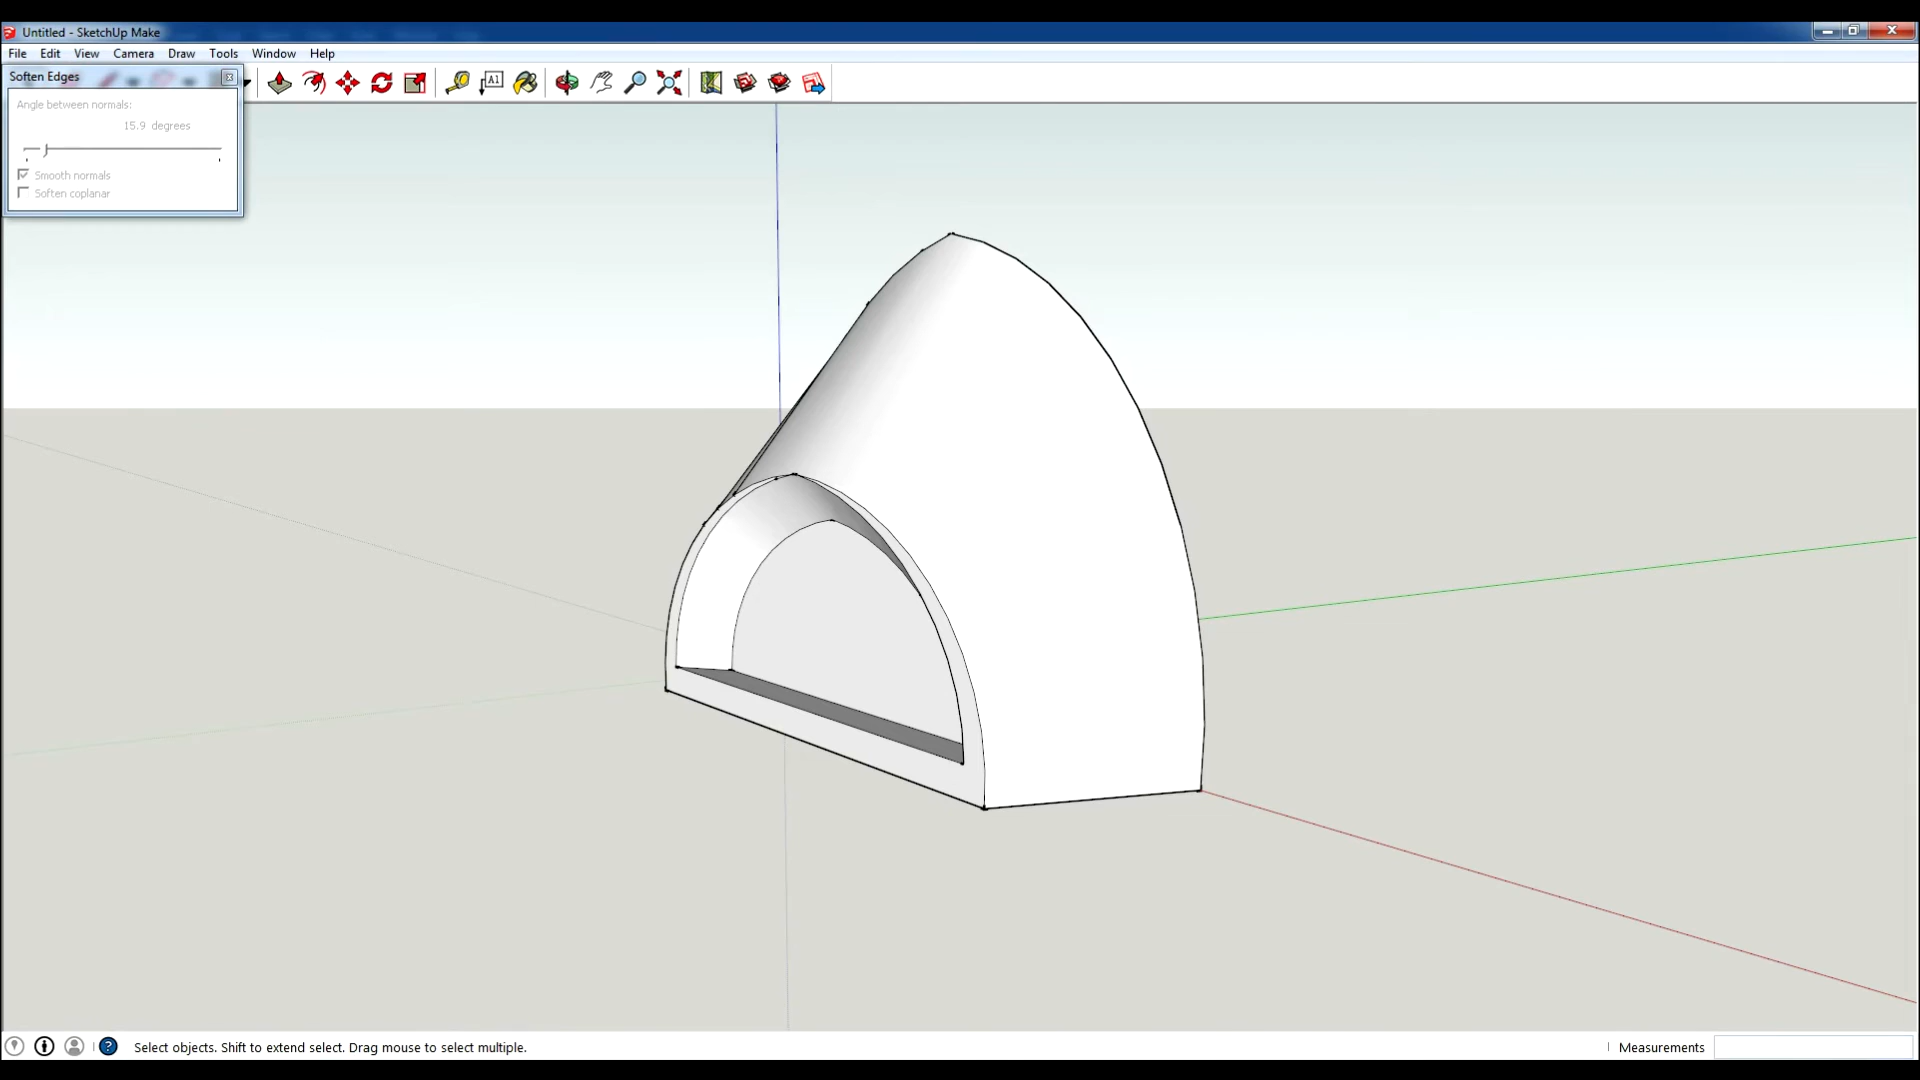 Untitled - SketchUp Make
File Edit View Camera Draw Tools Window Help
Soften Edges
A1
Angle between normals:
15.9 degrees
Smooth normals
Soften coplanar
Select objects. Shift to extend select. Drag mouse to select multiple.
Measurements